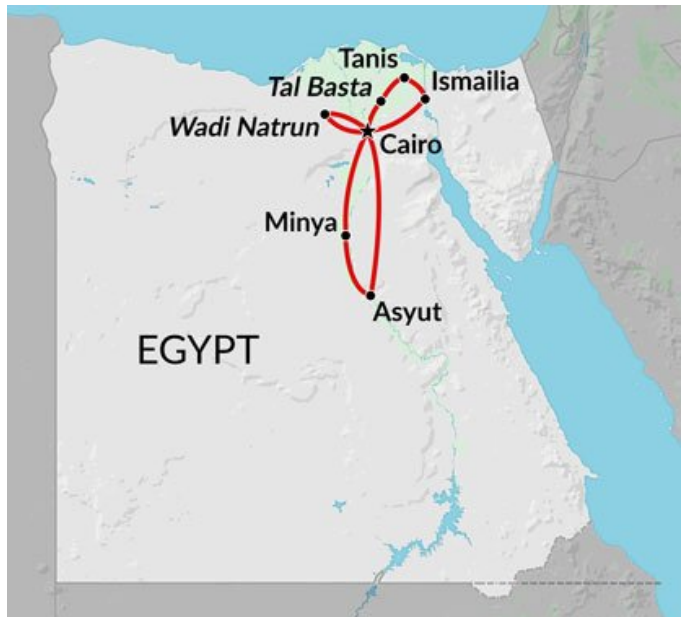 Tanis
Tal Basta
Ismailia
Wadi Natrun
Cairo
Minya
Asyut
EGYPT